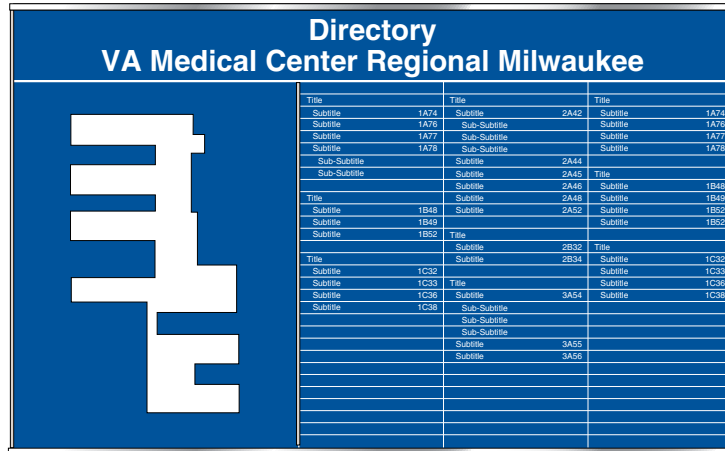 Directory
VA Medical Center Regional Milwaukee
Title
Subtitle 1A74
Subtitle 1A76
Subtitle 1A77
Subtitle 1A78
Sub-Subtitle
Sub-Subtitle
Title
Subtitle 1B48
Subtitle 1B49
Subtitle 1B52
Title
Subtitle 1C32
Subtitle 1C33
Subtitle 1C36
Subtitle 1C38
Title
Subtitle 2A42
Sub-Subtitle
Sub-Subtitle
Sub-Subtitle
Subtitle 2A44
Subtitle 2A45
Subtitle 2A46
Subtitle 2A48
Subtitle 2A52
Title
Subtitle 2B32
Subtitle 2B34
Title
Subtitle 3A54
Sub-Subtitle
Sub-Subtitle
Sub-Subtitle
Subtitle 3A55
Subtitle 3A56
Title
Subtitle 1A74
Subtitle 1A76
Subtitle 1A77
Subtitle 1A78
Title
Subtitle 1B48
Subtitle 1B49
Subtitle 1B52
Subtitle 1B52
Title
Subtitle 1C32
Subtitle 1C33
Subtitle 1C36
Subtitle 1C38